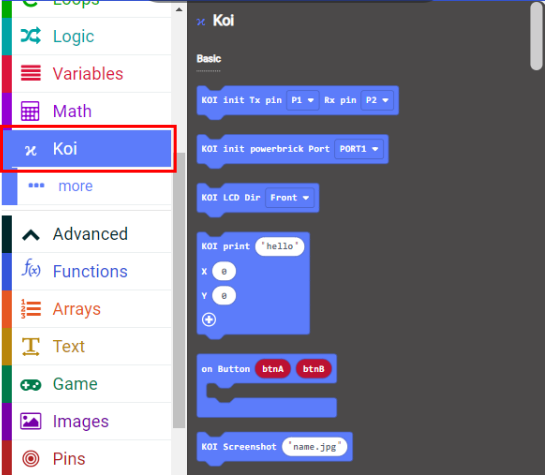 Loops
Logic
Variables
Math
Koi
more
Advanced
Functions
Arrays
Text
Game
Images
Pins
Koi
Basic
KOI init Tx pin P1 Rx pin P2
KOI init powerbrick Port PORT1
KOI LCD Dir Front
KOI print "hello"
X 0
Y 0
on Button btnA btnB
KOI Screenshot "name.jpg"